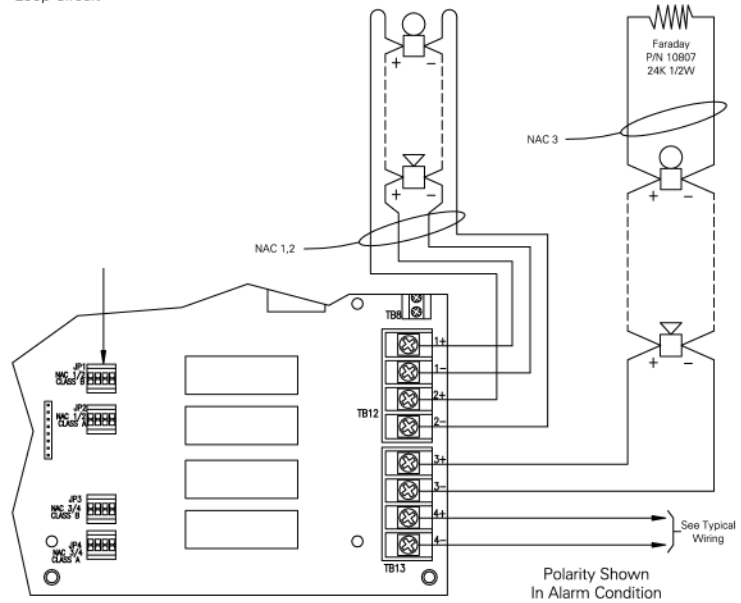 Faraday
P/N 10807
24K 1/2W
NAC 3
+ -
+ -
NAC 1,2
+ -
+ -
TB8
JP1
NAC 1/2
CLASS B
JP2
NAC 1/2
CLASS A
JP3
NAC 3/4
CLASS B
JP4
NAC 3/4
CLASS A
1+
1-
2+
2-
TB12
3+
3-
4+
4-
TB13
See Typical
Wiring
Polarity Shown
In Alarm Condition